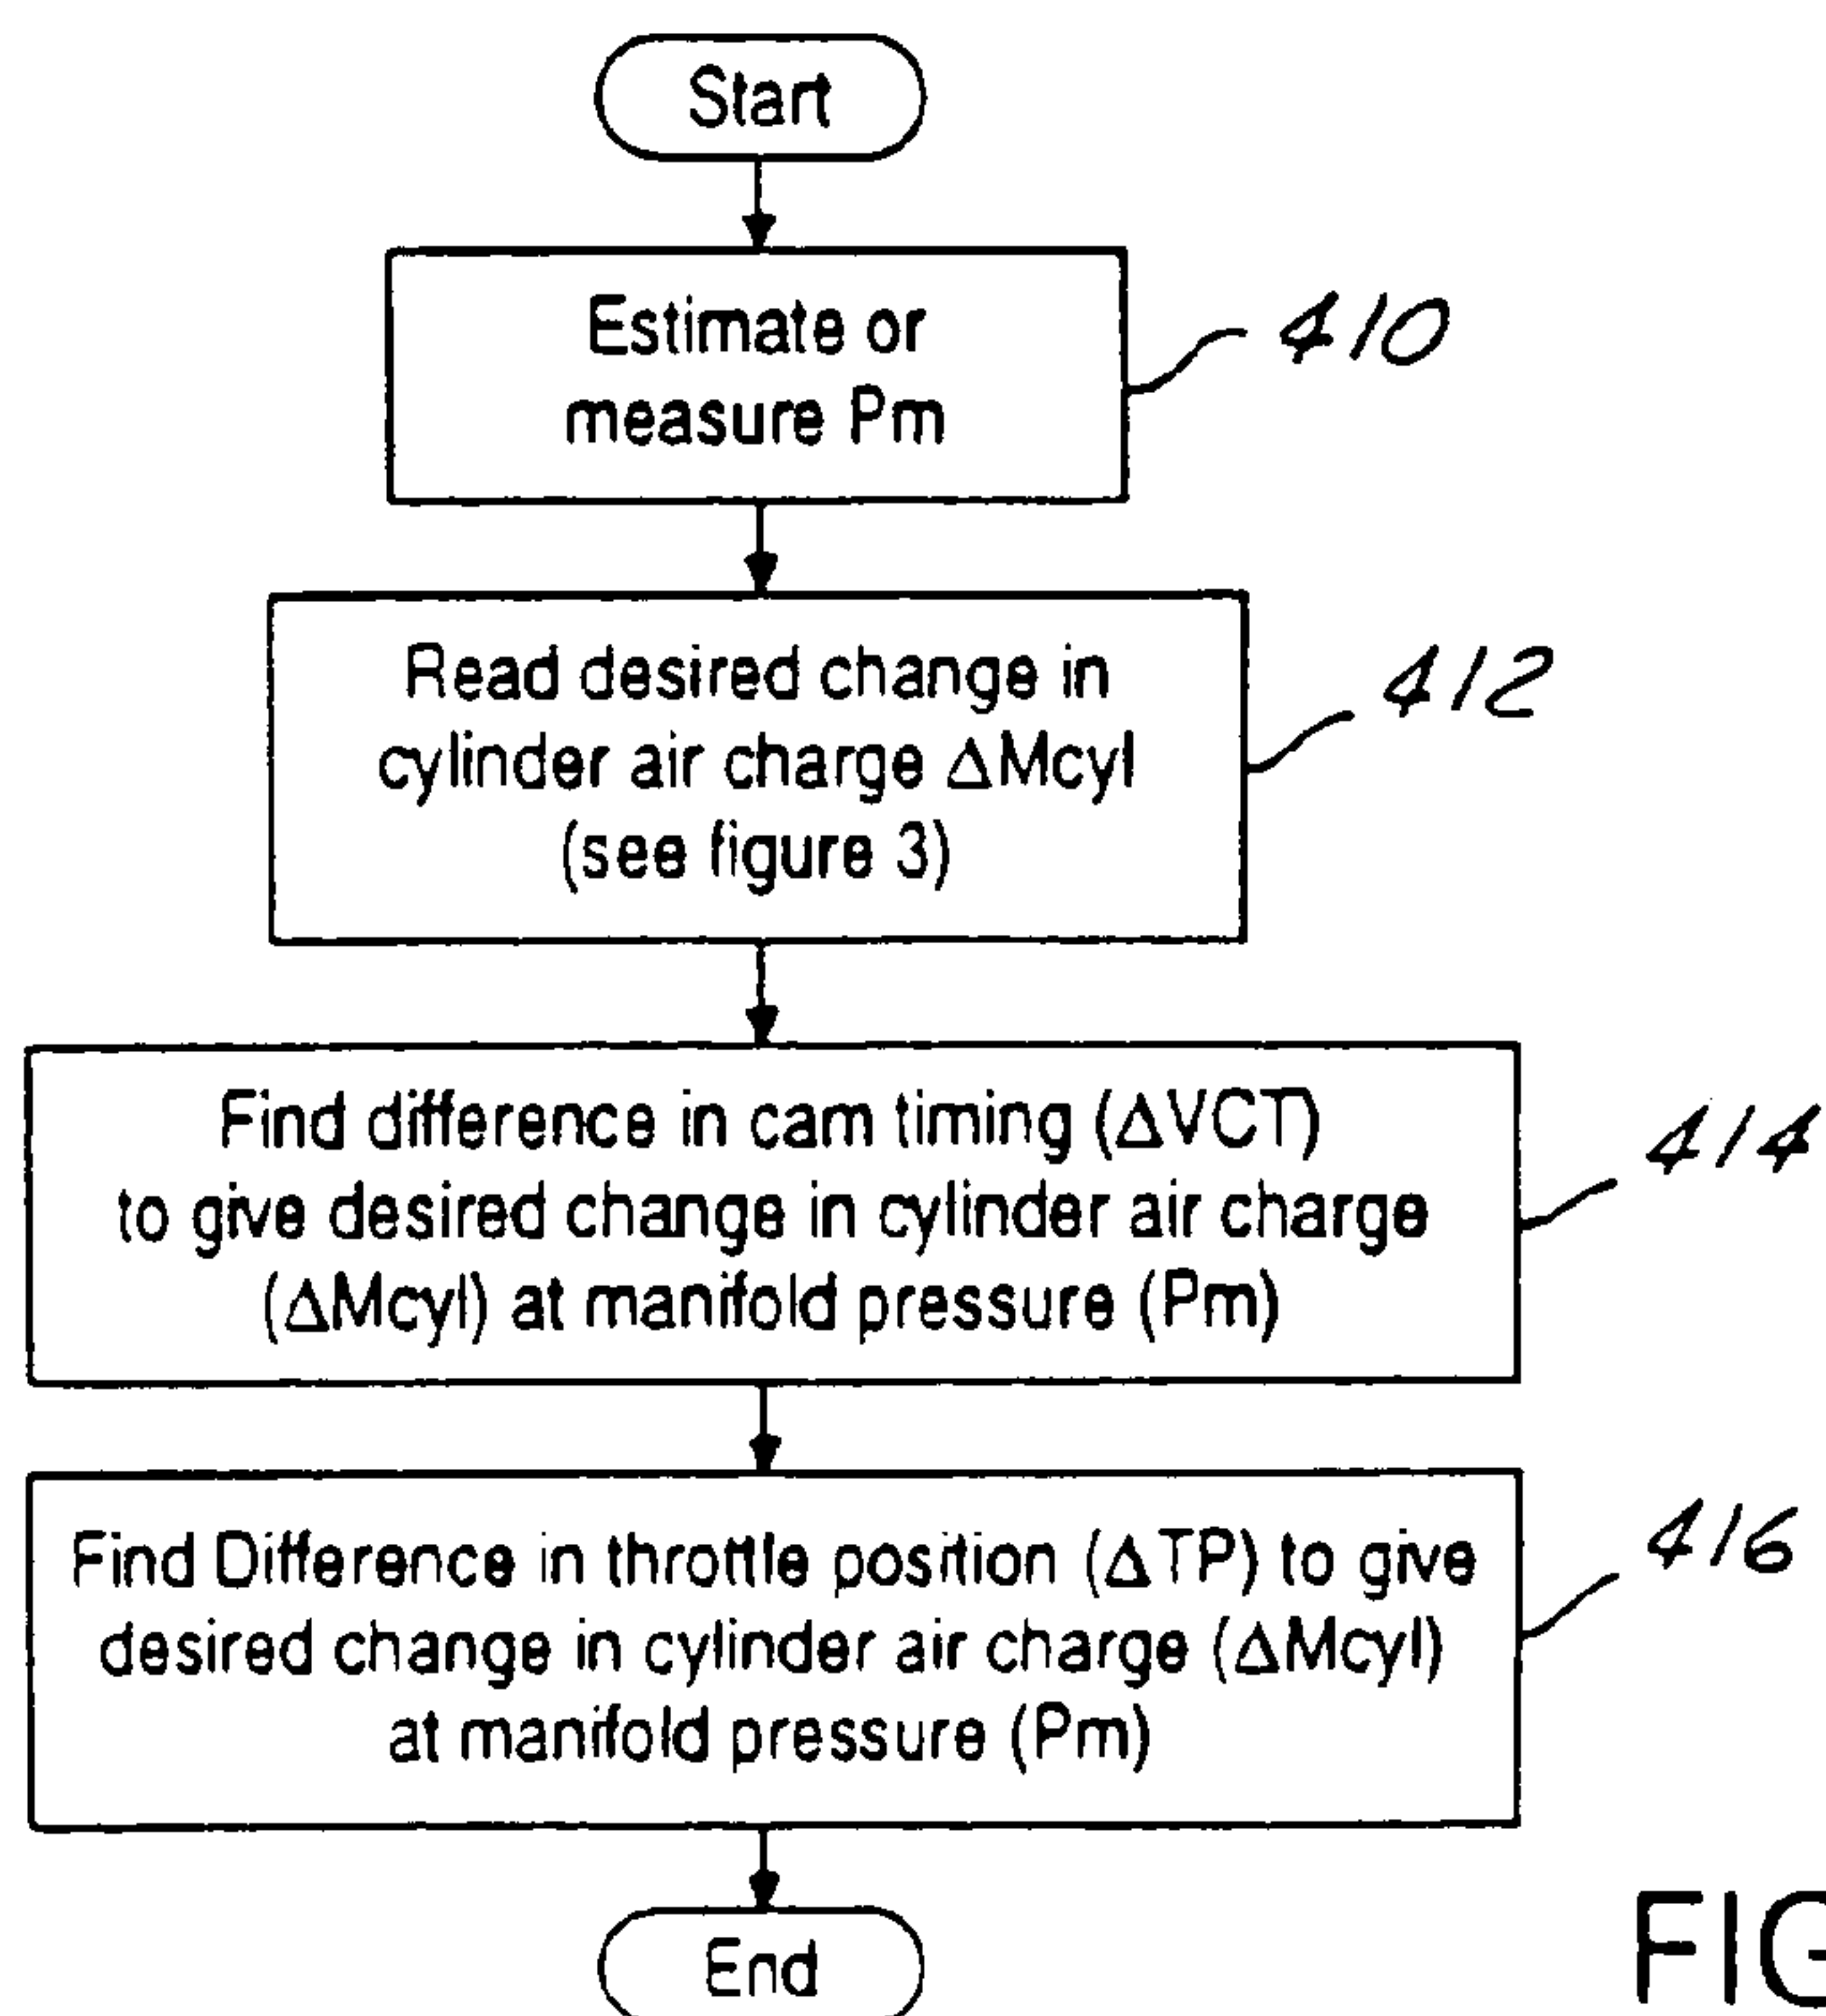 Start
Estimate or
measure Pm
410
Read desired change in
cylinder air charge ΔMcyl
(see figure 3)
412
Find difference in cam timing (ΔVCT)
to give desired change in cylinder air charge
(ΔMcyl) at manifold pressure (Pm)
414
Find Difference in throttle position (ΔTP) to give
desired change in cylinder air charge (ΔMcyl)
at manifold pressure (Pm)
416
End